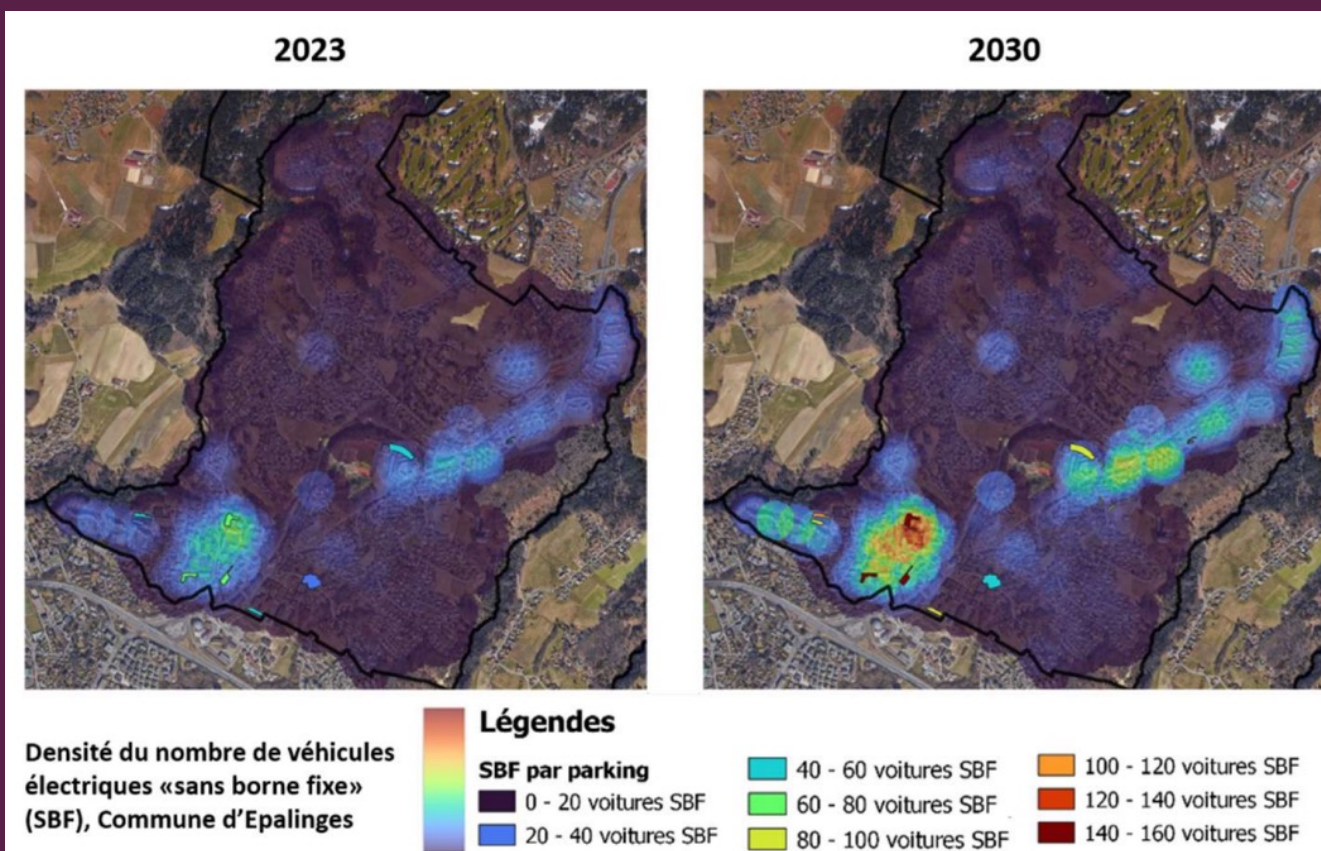 2023
2030
Densité du nombre de véhicules
électriques «sans borne fixe»
(SBF), Commune d’Epalinges
Légendes
SBF par parking
0 - 20 voitures SBF
20 - 40 voitures SBF
40 - 60 voitures SBF
60 - 80 voitures SBF
80 - 100 voitures SBF
100 - 120 voitures SBF
120 - 140 voitures SBF
140 - 160 voitures SBF